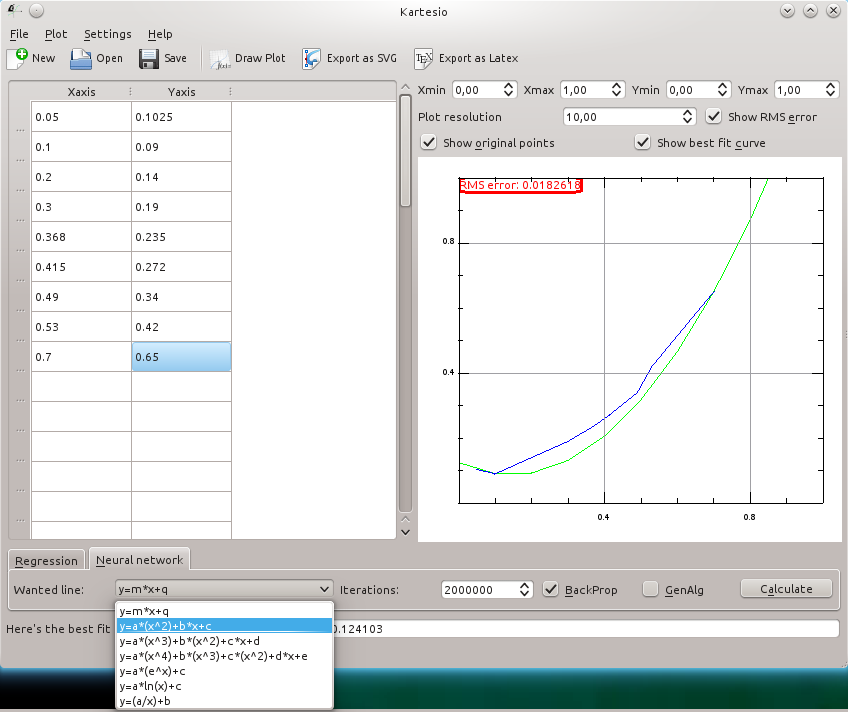 Kartesio
File Plot Settings Help
New Open Save Draw Plot Export as SVG Export as Latex
Xaxis Yaxis
0.05 0.1025
0.1 0.09
0.2 0.14
0.3 0.19
0.368 0.235
0.415 0.272
0.49 0.34
0.53 0.42
0.7 0.65
Xmin 0,00 Xmax 1,00 Ymin 0,00 Ymax 1,00
Plot resolution 10,00 Show RMS error
Show original points Show best fit curve
RMS error: 0.0182618
0.8
0.4
0.4 0.8
Regression Neural network
Wanted line: y=m*x+q Iterations: 2000000 BackProp GenAlg Calculate
Here's the best fit 0.124103
y=m*x+q
y=a*(x^2)+b*x+c
y=a*(x^3)+b*(x^2)+c*x+d
y=a*(x^4)+b*(x^3)+c*(x^2)+d*x+e
y=a*(e^x)+c
y=a*ln(x)+c
y=(a/x)+b